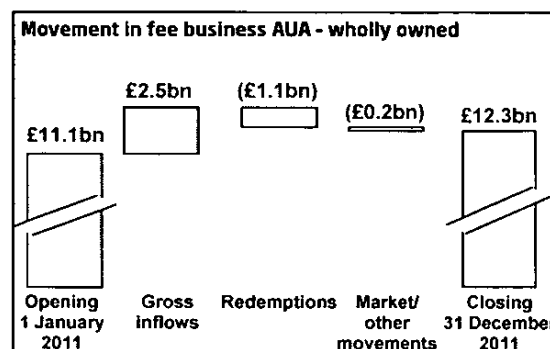 Movement in fee business AUA - wholly owned
£2.5bn
(£1.1bn)
(£0.2bn)
£11.1bn
£12.3bn
Opening
1 January
2011
Gross
inflows
Redemptions
Market/
other
movements
Closing
31 December
2011